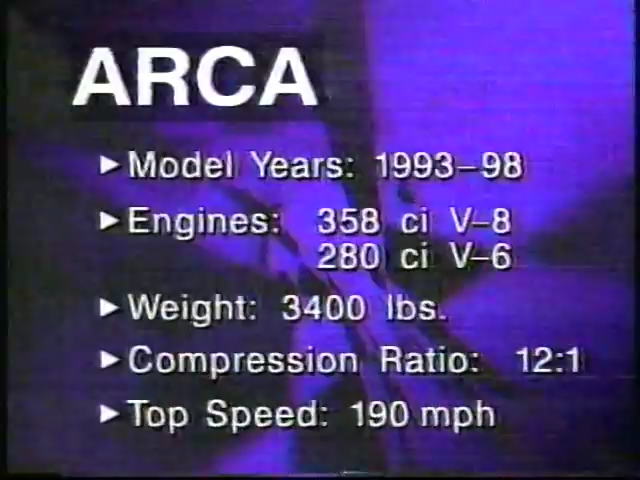 ARCA
►Model Years: 1993–98
►Engines: 358 ci V–8
280 ci V–6
►Weight: 3400 lbs.
►Compression Ratio: 12:1
►Top Speed: 190 mph